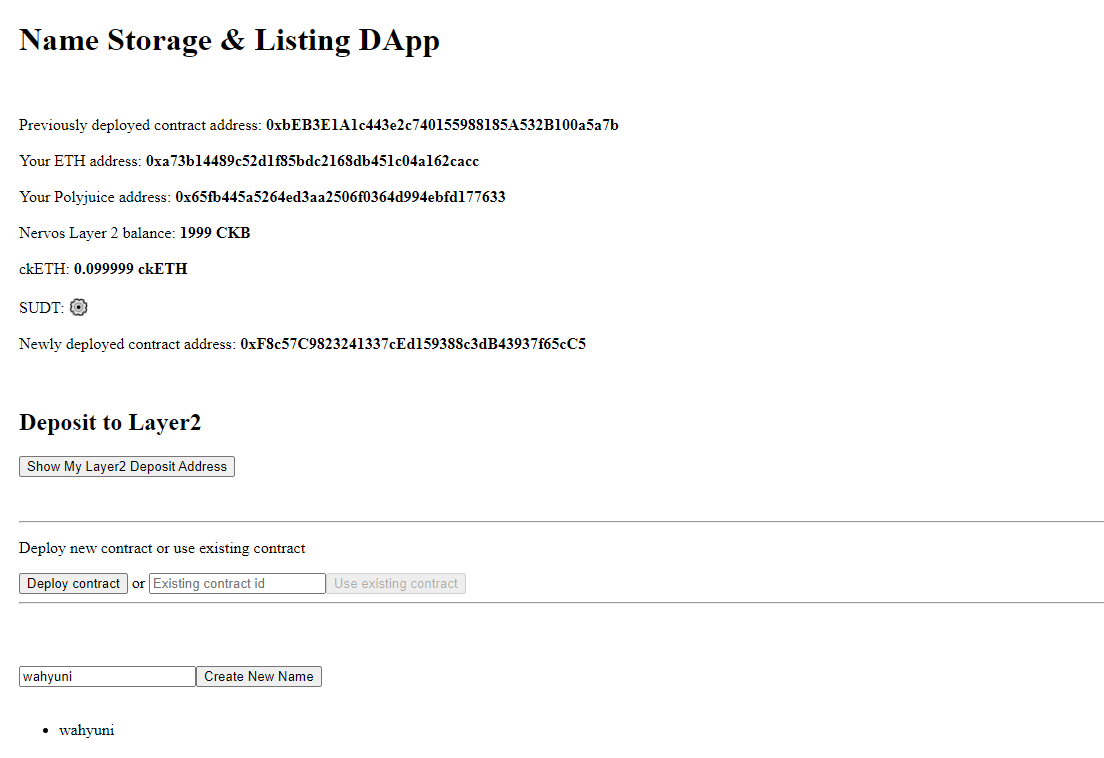 Name Storage & Listing DApp
Previously deployed contract address: 0xbEB3E1A1c443e2c740155988185A532B100a5a7b
Your ETH address: 0xa73b14489c52d1f85bdc2168db451c04a162cacc
Your Polyjuice address: 0x65fb445a5264ed3aa2506f0364d994ebfd177633
Nervos Layer 2 balance: 1999 CKB
ckETH: 0.099999 ckETH
SUDT:
Newly deployed contract address: 0xF8c57C9823241337cEd159388c3dB43937f65cC5
Deposit to Layer2
Show My Layer2 Deposit Address
Deploy new contract or use existing contract
Deploy contract or Existing contract id Use existing contract
wahyuni Create New Name
• wahyuni